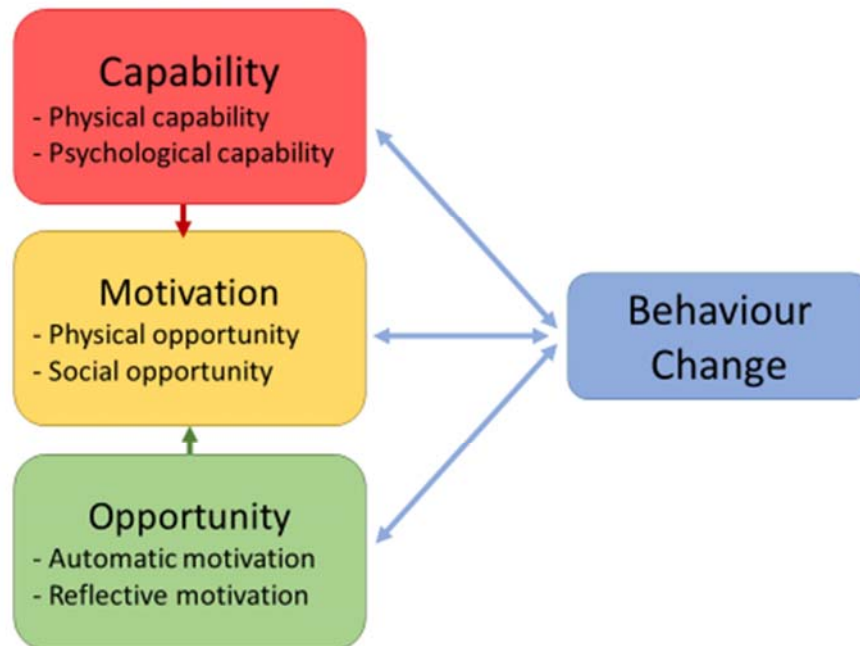 Capability
- Physical capability
- Psychological capability
Motivation
- Physical opportunity
- Social opportunity
Opportunity
- Automatic motivation
- Reflective motivation
Behaviour
Change